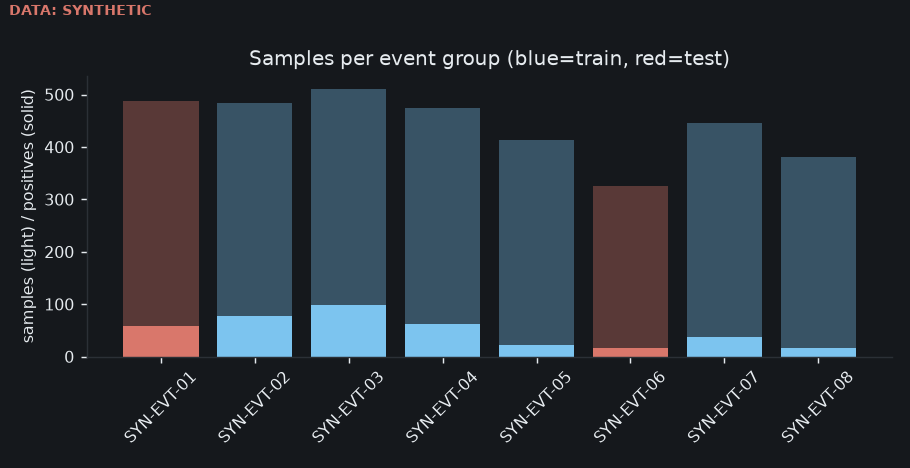 DATA: SYNTHETIC
Samples per event group (blue=train, red=test)
samples (light) / positives (solid)
500
400
300
200
100
0
SYN-EVT-01
SYN-EVT-02
SYN-EVT-03
SYN-EVT-04
SYN-EVT-05
SYN-EVT-06
SYN-EVT-07
SYN-EVT-08